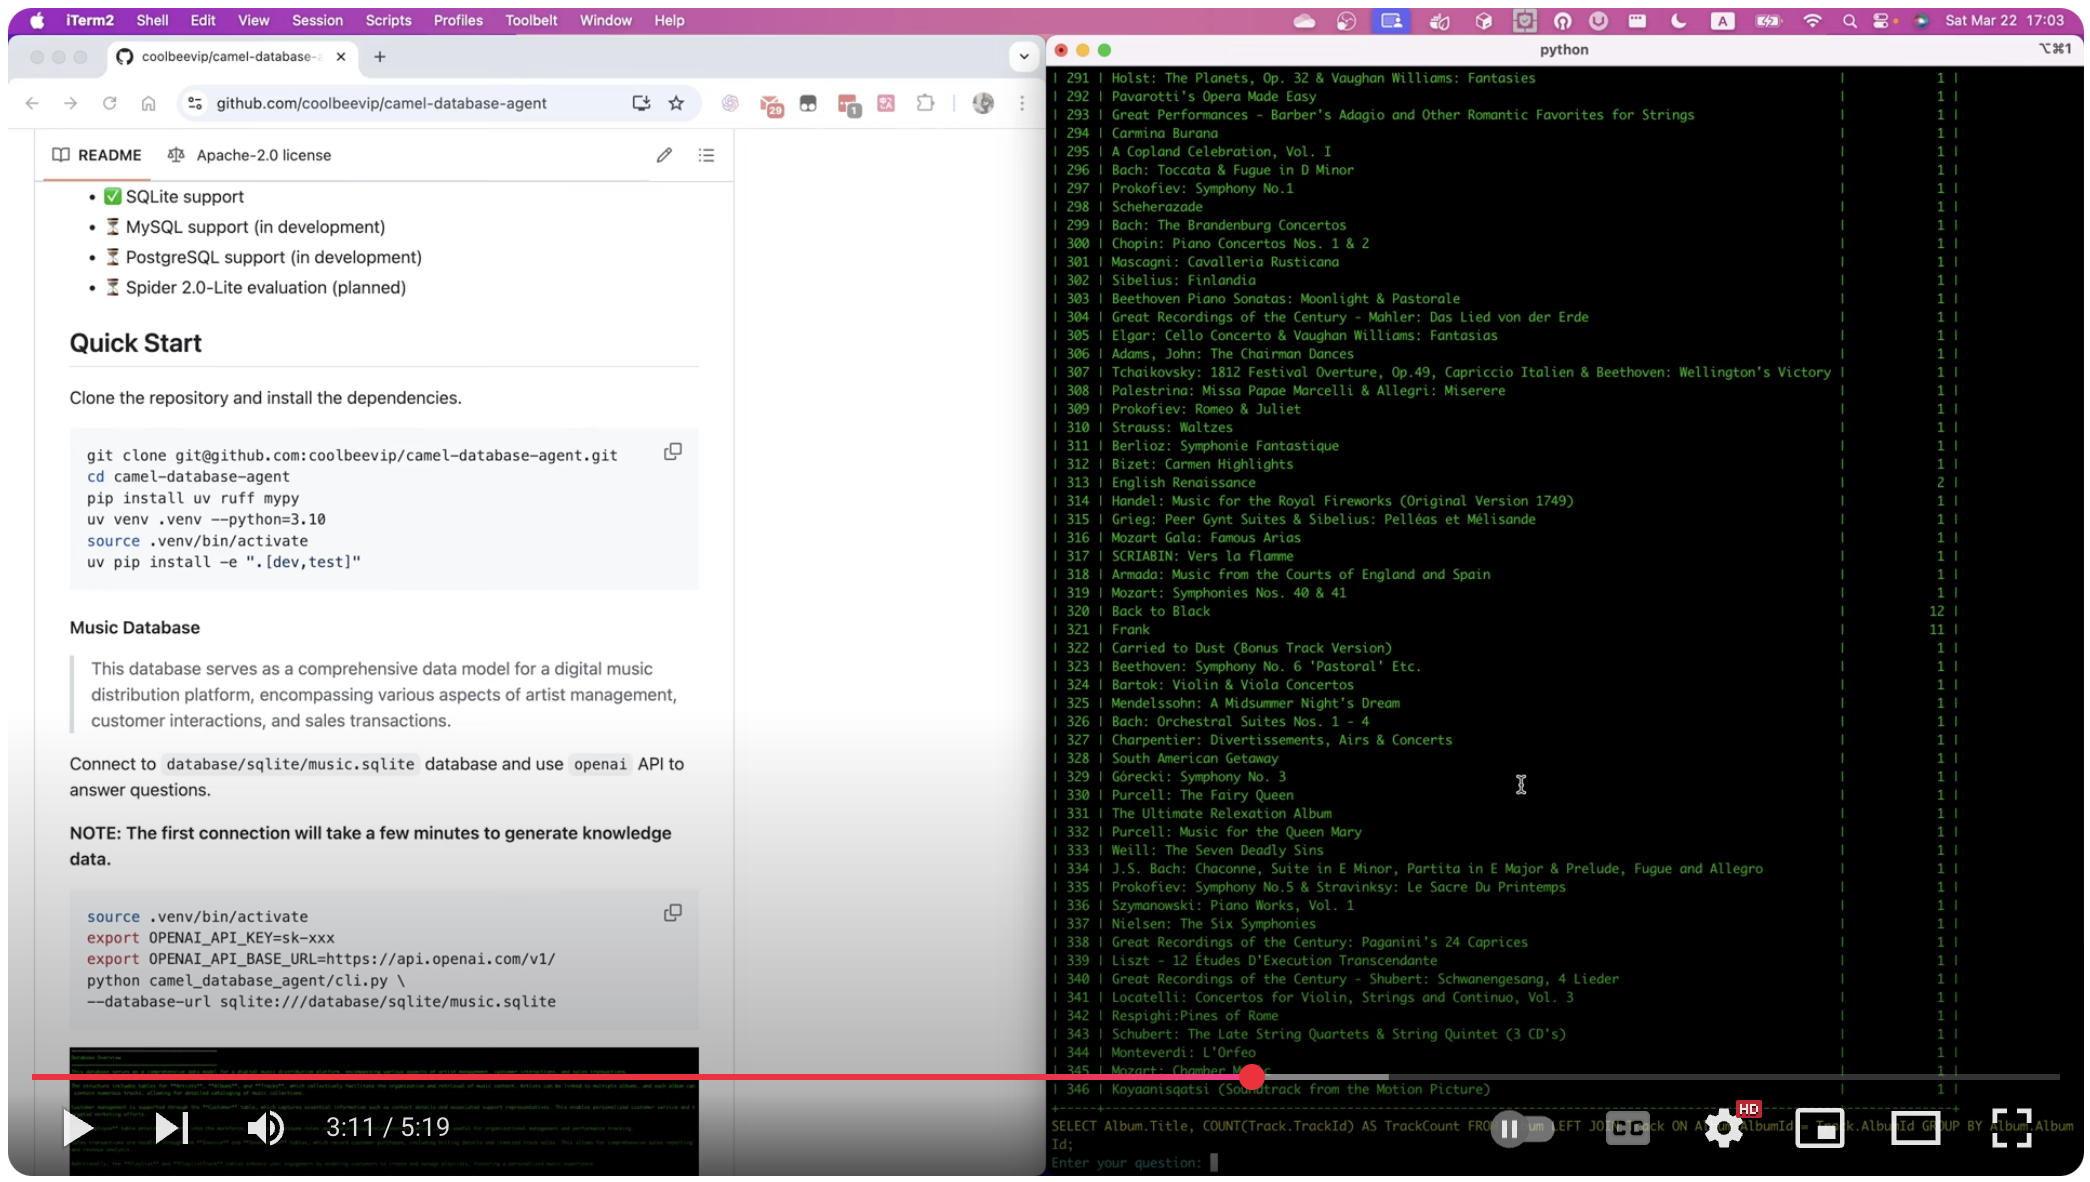 iTerm2 Shell Edit View Session Scripts Profiles Toolbelt Window Help
A
Sat Mar 22 17:03
coolbeevip/camel-database-
github.com/coolbeevip/camel-database-agent
29
1
README
Apache-2.0 license
SQLite support
MySQL support (in development)
PostgreSQL support (in development)
Spider 2.0-Lite evaluation (planned)
Quick Start
Clone the repository and install the dependencies.
git clone git@github.com:coolbeevip/camel-database-agent.git
cd camel-database-agent
pip install uv ruff mypy
uv venv .venv --python=3.10
source .venv/bin/activate
uv pip install -e ".[dev,test]"
Music Database
This database serves as a comprehensive data model for a digital music
distribution platform, encompassing various aspects of artist management,
customer interactions, and sales transactions.
Connect to database/sqlite/music.sqlite database and use openai API to
answer questions.
NOTE: The first connection will take a few minutes to generate knowledge
data.
source .venv/bin/activate
export OPENAI_API_KEY=sk-xxx
export OPENAI_API_BASE_URL=https://api.openai.com/v1/
python camel_database_agent/cli.py \
--database-url sqlite:///database/sqlite/music.sqlite
Database Overview
python
⌥⌘1
| 291 | Holst: The Planets, Op. 32 & Vaughan Williams: Fantasies | 1 |
| 292 | Pavarotti's Opera Made Easy | 1 |
| 293 | Great Performances - Barber's Adagio and Other Romantic Favorites for Strings | 1 |
| 294 | Carmina Burana | 1 |
| 295 | A Copland Celebration, Vol. I | 1 |
| 296 | Bach: Toccata & Fugue in D Minor | 1 |
| 297 | Prokofiev: Symphony No.1 | 1 |
| 298 | Scheherazade | 1 |
| 299 | Bach: The Brandenburg Concertos | 1 |
| 300 | Chopin: Piano Concertos Nos. 1 & 2 | 1 |
| 301 | Mascagni: Cavalleria Rusticana | 1 |
| 302 | Sibelius: Finlandia | 1 |
| 303 | Beethoven Piano Sonatas: Moonlight & Pastorale | 1 |
| 304 | Great Recordings of the Century - Mahler: Das Lied von der Erde | 1 |
| 305 | Elgar: Cello Concerto & Vaughan Williams: Fantasias | 1 |
| 306 | Adams, John: The Chairman Dances | 1 |
| 307 | Tchaikovsky: 1812 Festival Overture, Op.49, Capriccio Italien & Beethoven: Wellington's Victory | 1 |
| 308 | Palestrina: Missa Papae Marcelli & Allegri: Miserere | 1 |
| 309 | Prokofiev: Romeo & Juliet | 1 |
| 310 | Strauss: Waltzes | 1 |
| 311 | Berlioz: Symphonie Fantastique | 1 |
| 312 | Bizet: Carmen Highlights | 1 |
| 313 | English Renaissance | 2 |
| 314 | Handel: Music for the Royal Fireworks (Original Version 1749) | 1 |
| 315 | Grieg: Peer Gynt Suites & Sibelius: Pelléas et Mélisande | 1 |
| 316 | Mozart Gala: Famous Arias | 1 |
| 317 | SCRIABIN: Vers la flamme | 1 |
| 318 | Armada: Music from the Courts of England and Spain | 1 |
| 319 | Mozart: Symphonies Nos. 40 & 41 | 1 |
| 320 | Back to Black | 12 |
| 321 | Frank | 11 |
| 322 | Carried to Dust (Bonus Track Version) | 1 |
| 323 | Beethoven: Symphony No. 6 'Pastoral' Etc. | 1 |
| 324 | Bartok: Violin & Viola Concertos | 1 |
| 325 | Mendelssohn: A Midsummer Night's Dream | 1 |
| 326 | Bach: Orchestral Suites Nos. 1 - 4 | 1 |
| 327 | Charpentier: Divertissements, Airs & Concerts | 1 |
| 328 | South American Getaway | 1 |
| 329 | Górecki: Symphony No. 3 | 1 |
| 330 | Purcell: The Fairy Queen | 1 |
| 331 | The Ultimate Relexation Album | 1 |
| 332 | Purcell: Music for the Queen Mary | 1 |
| 333 | Weill: The Seven Deadly Sins | 1 |
| 334 | J.S. Bach: Chaconne, Suite in E Minor, Partita in E Major & Prelude, Fugue and Allegro | 1 |
| 335 | Prokofiev: Symphony No.5 & Stravinksy: Le Sacre Du Printemps | 1 |
| 336 | Szymanowski: Piano Works, Vol. 1 | 1 |
| 337 | Nielsen: The Six Symphonies | 1 |
| 338 | Great Recordings of the Century: Paganini's 24 Caprices | 1 |
| 339 | Liszt - 12 Études D'Execution Transcendante | 1 |
| 340 | Great Recordings of the Century - Shubert: Schwanengesang, 4 Lieder | 1 |
| 341 | Locatelli: Concertos for Violin, Strings and Continuo, Vol. 3 | 1 |
| 342 | Respighi:Pines of Rome | 1 |
| 343 | Schubert: The Late String Quartets & String Quintet (3 CD's) | 1 |
| 344 | Monteverdi: L'Orfeo | 1 |
| 345 | Mozart: Chamber Music | 1 |
| 346 | Koyaanisqatsi (Soundtrack from the Motion Picture) | 1 |
SELECT Album.Title, COUNT(Track.TrackId) AS TrackCount FROM Album LEFT JOIN Track ON Album.AlbumId = Track.AlbumId GROUP BY Album.Album
Id;
Enter your question:
3:11 / 5:19
CC
HD